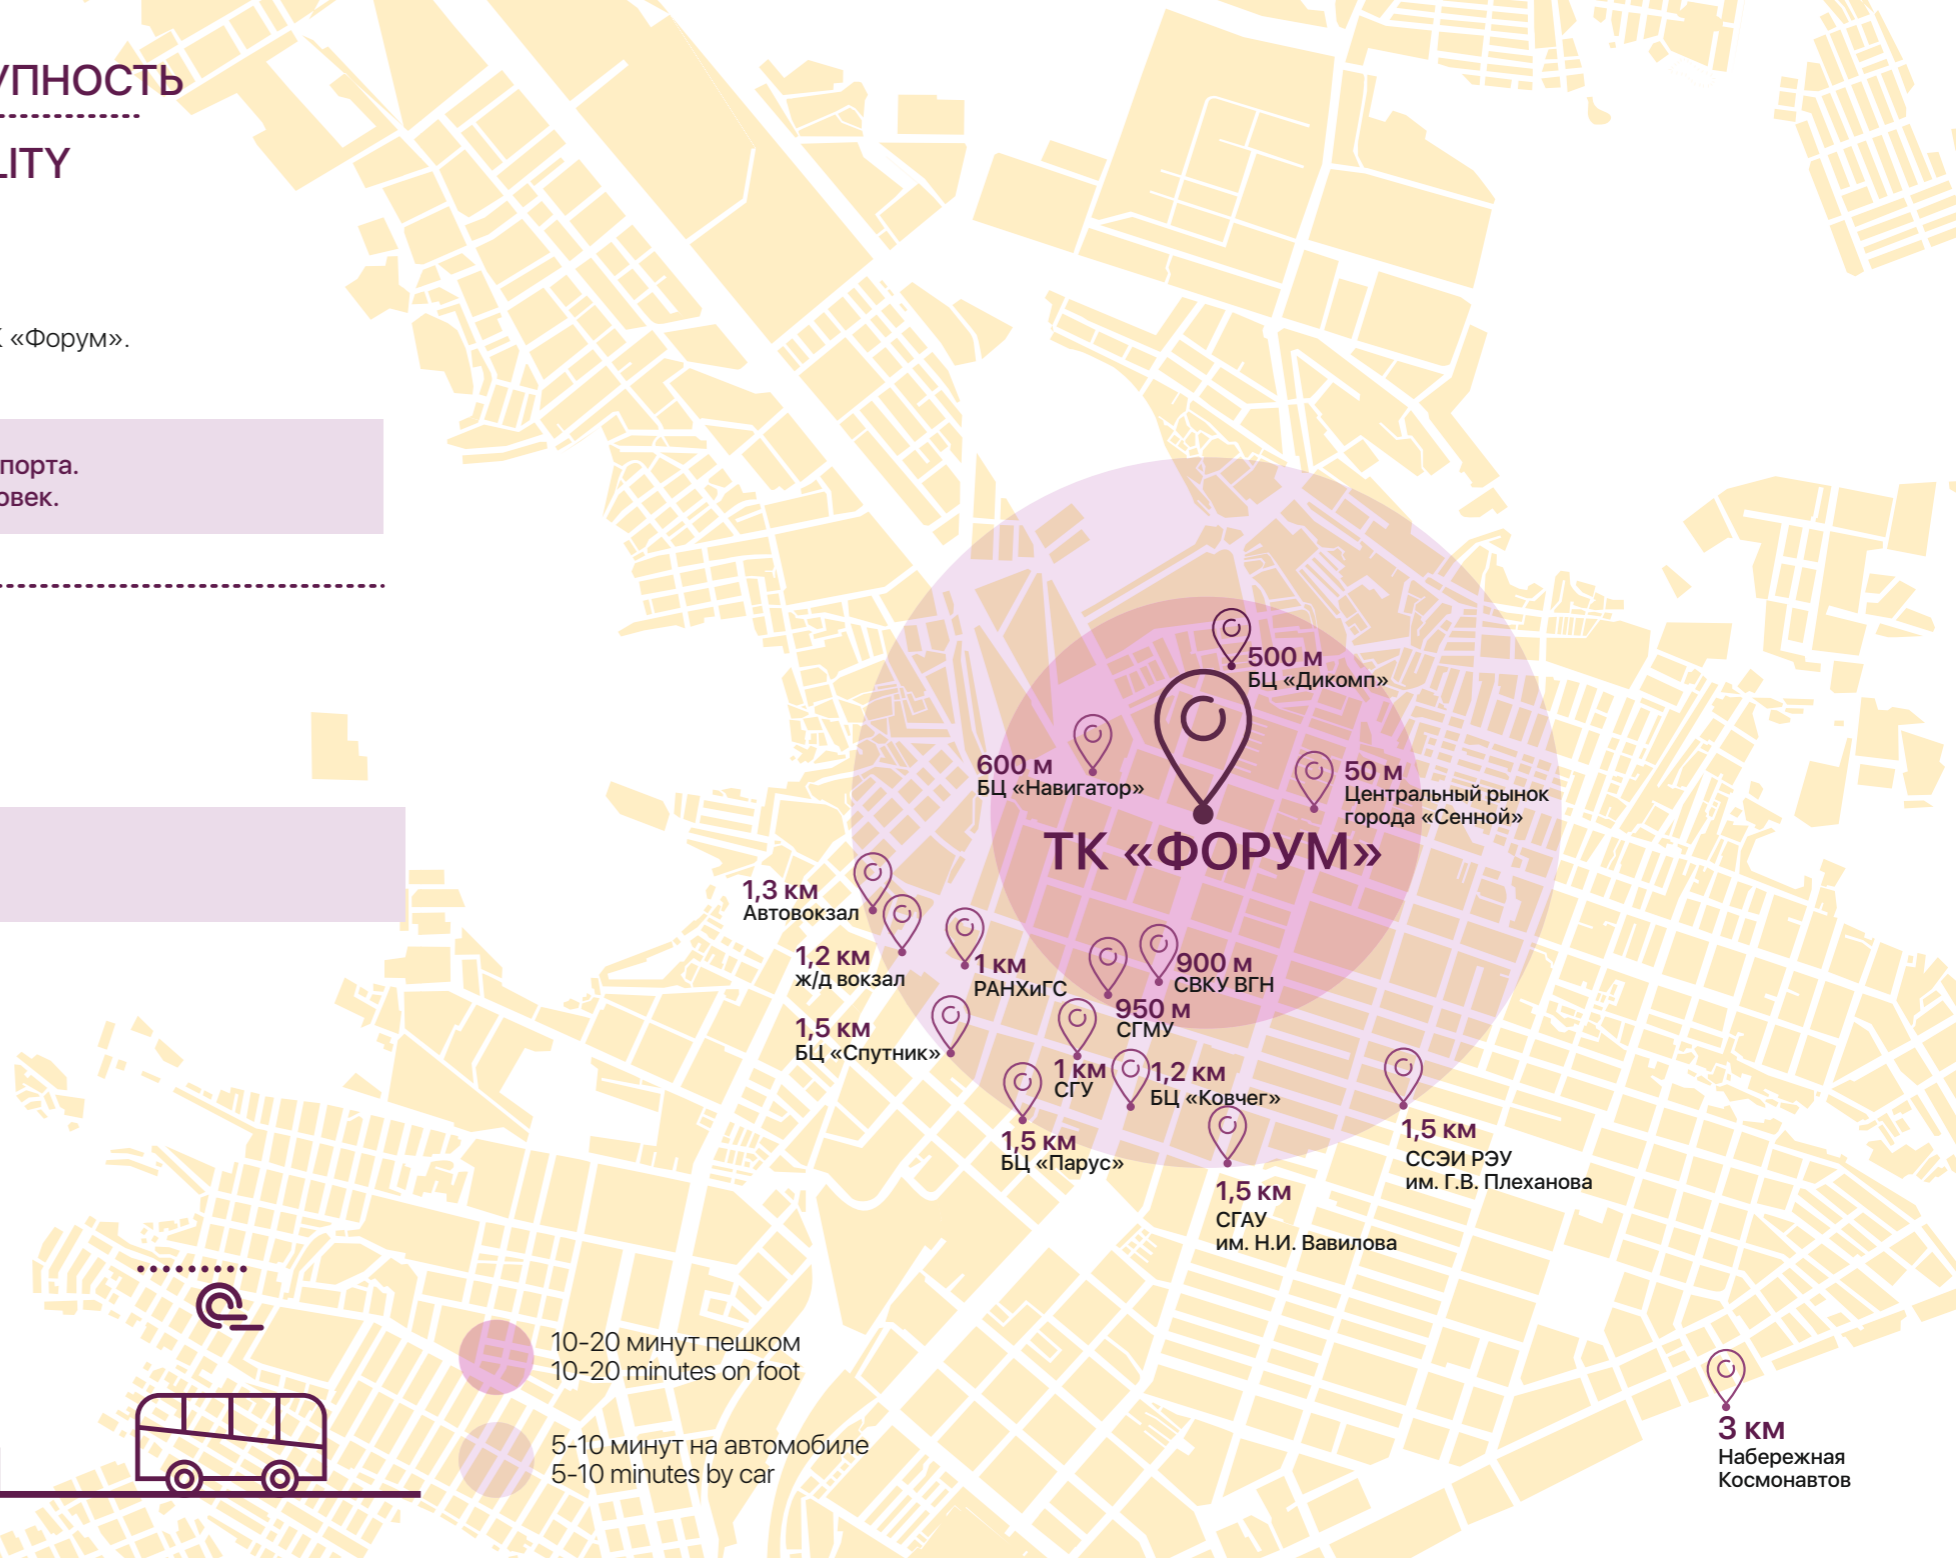 УПНОСТЬ
LITY
К «Форум».
порта.
овек.
500 м
БЦ «Дикомп»
600 м
БЦ «Навигатор»
50 м
Центральный рынок
города «Сенной»
ТК «ФОРУМ»
1,3 км
Автовокзал
1,2 км
ж/д вокзал
1 км
РАНХиГС
900 м
СВКУ ВГН
950 м
СГМУ
1,5 км
БЦ «Спутник»
1 км
СГУ
1,2 км
БЦ «Ковчег»
1,5 км
БЦ «Парус»
1,5 км
СГАУ
им. Н.И. Вавилова
1,5 км
ССЭИ РЭУ
им. Г.В. Плеханова
10-20 минут пешком
10-20 minutes on foot
5-10 минут на автомобиле
5-10 minutes by car
3 км
Набережная
Космонавтов